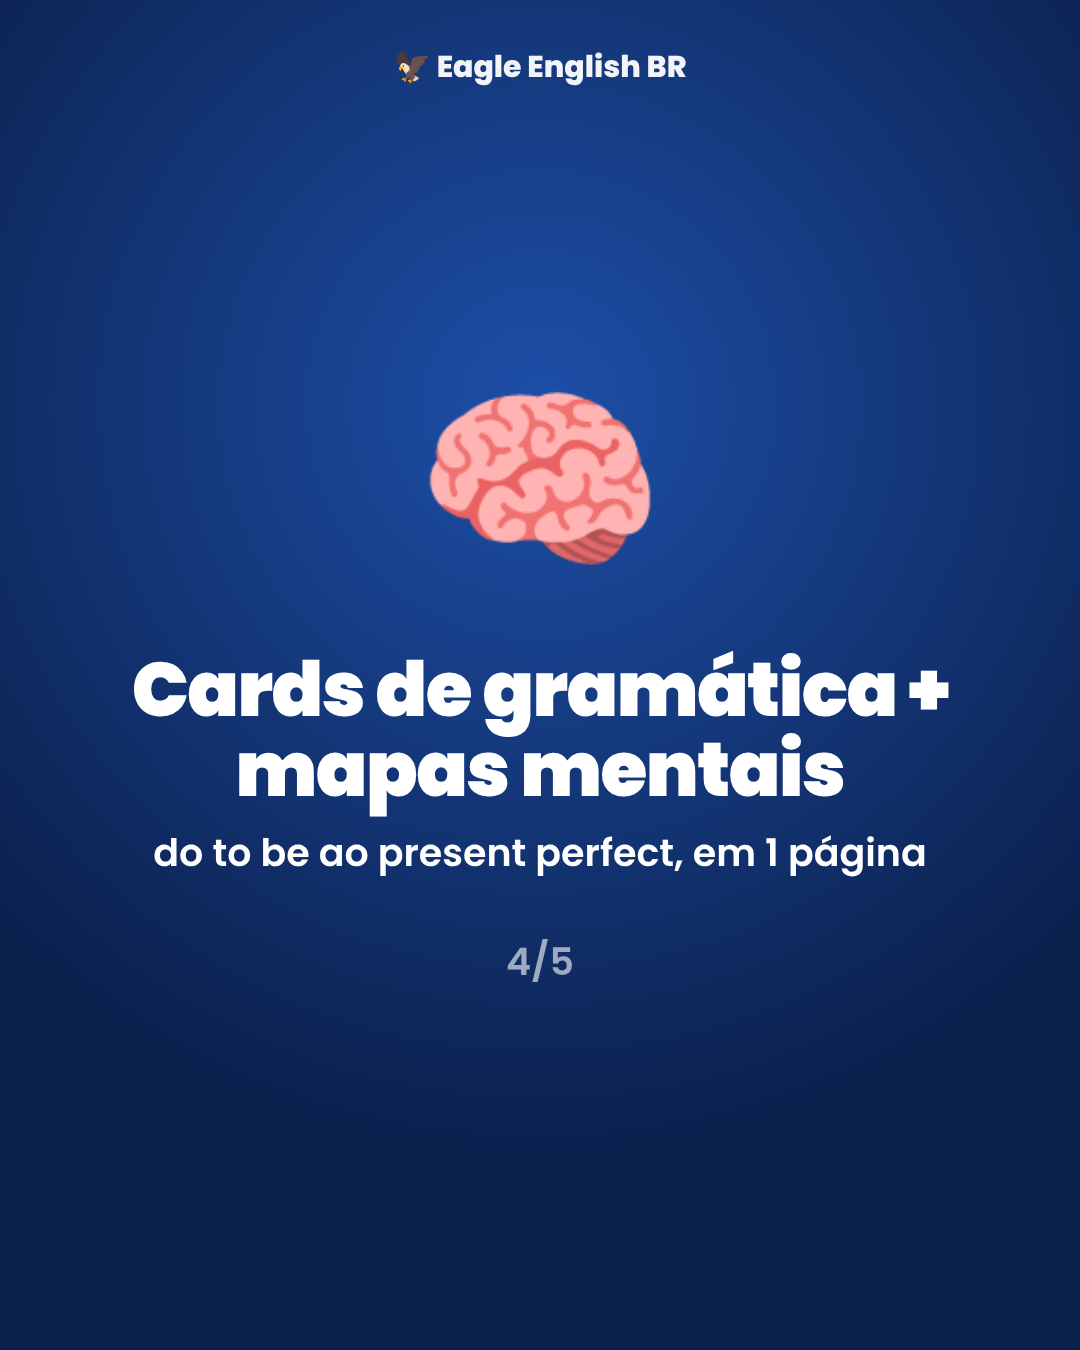 🦅 Eagle English BR
Cards de gramática +
mapas mentais
do to be ao present perfect, em 1 página
4/5